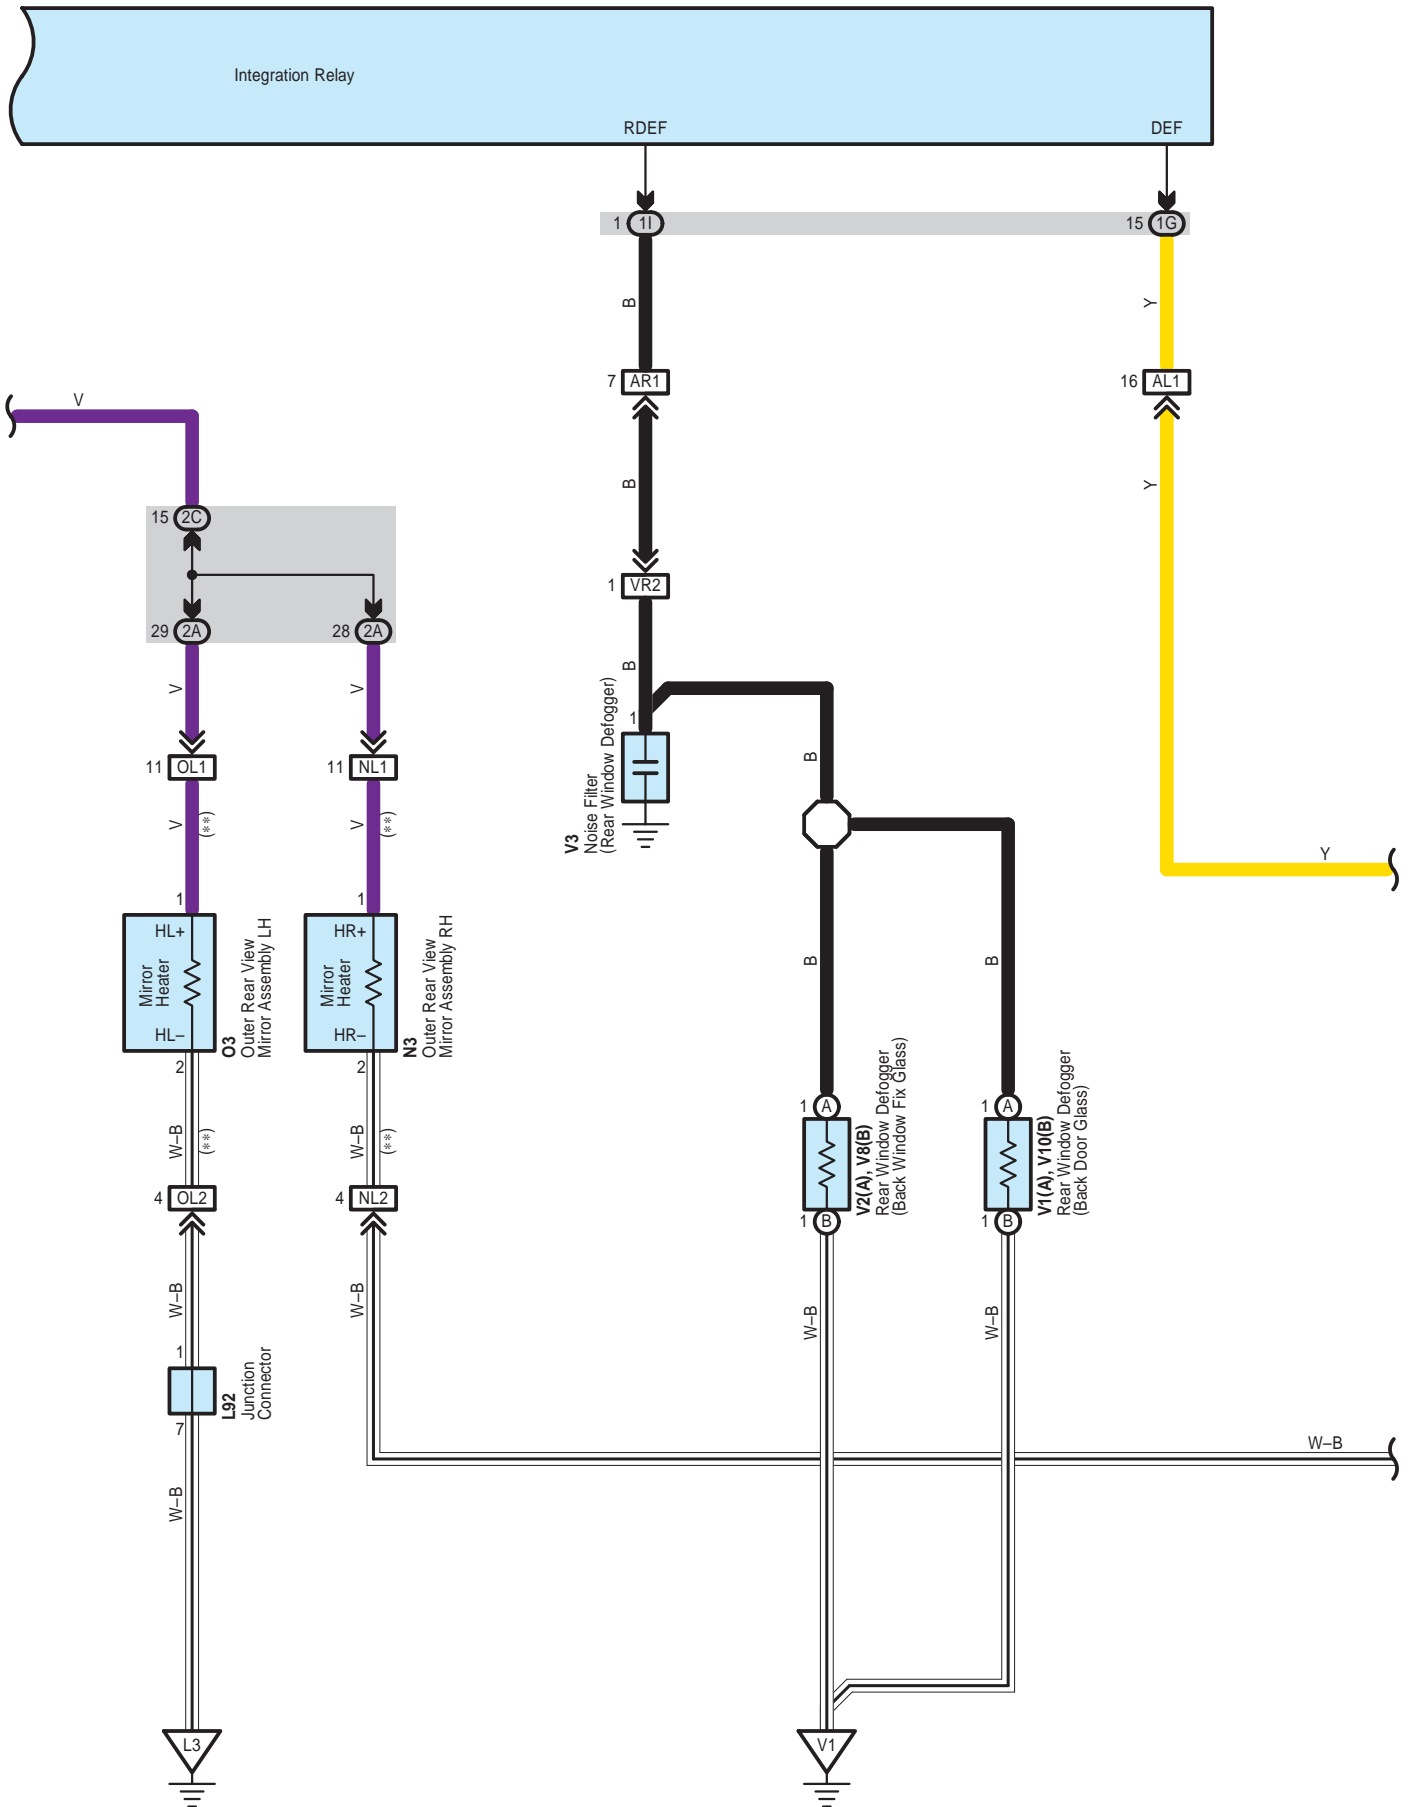 Integration Relay
RDEF
DEF
1
1I
15
1G
B
Y
7
AR1
16
AL1
V
B
Y
15
2C
1
VR2
29
2A
28
2A
B
V
V
1
V3
Noise Filter
(Rear Window Defogger)
B
11
OL1
11
NL1
V
(**)
V
(**)
Y
1
1
HL+
Mirror
Heater
HL–
O3
Outer Rear View
Mirror Assembly LH
HR+
Mirror
Heater
HR–
N3
Outer Rear View
Mirror Assembly RH
B
B
2
2
1
A
1
A
W–B
(**)
W–B
(**)
V2(A), V8(B)
Rear Window Defogger
(Back Window Fix Glass)
V1(A), V10(B)
Rear Window Defogger
(Back Door Glass)
4
OL2
4
NL2
1
B
1
B
W–B
W–B
W–B
W–B
1
L92
Junction
Connector
7
W–B
W–B
L3
V1